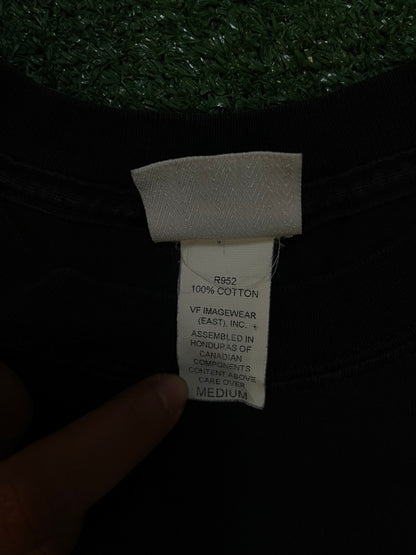 R952
100% COTTON
VF IMAGEWEAR
(EAST), INC.
ASSEMBLED IN
HONDURAS OF
CANADIAN
COMPONENTS
CONTENT ABOVE
CARE OVER
MEDIUM